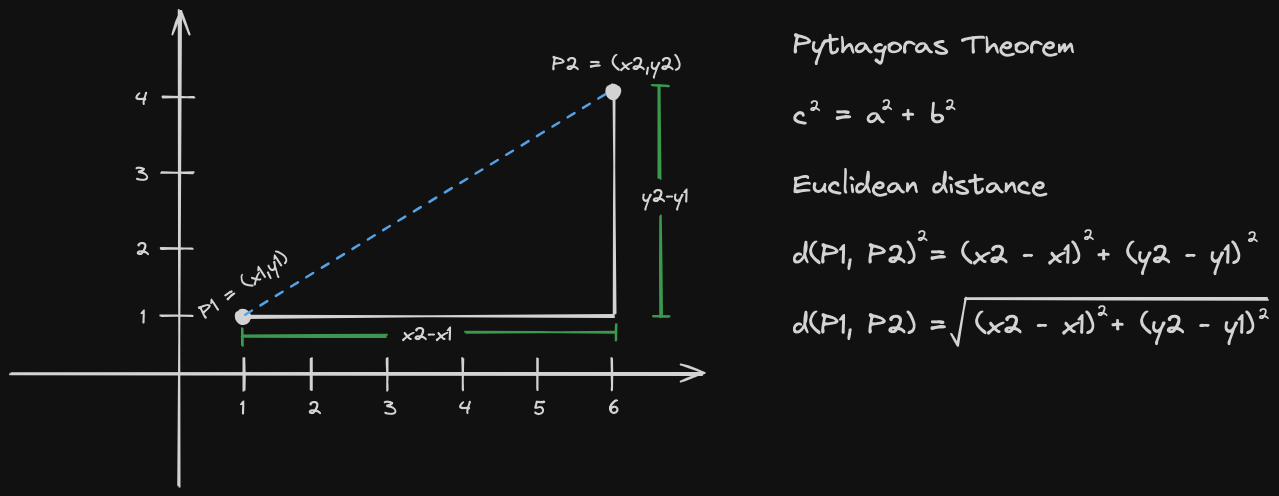 P2 = (x2,y2)
4
3
y2-y1
2
P1 = (x1,y1)
1
x2-x1
1 2 3 4 5 6
Pythagoras Theorem
c² = a² + b²
Euclidean distance
d(P1, P2)² = (x2 - x1)² + (y2 - y1)²
d(P1, P2) = √(x2 - x1)² + (y2 - y1)²